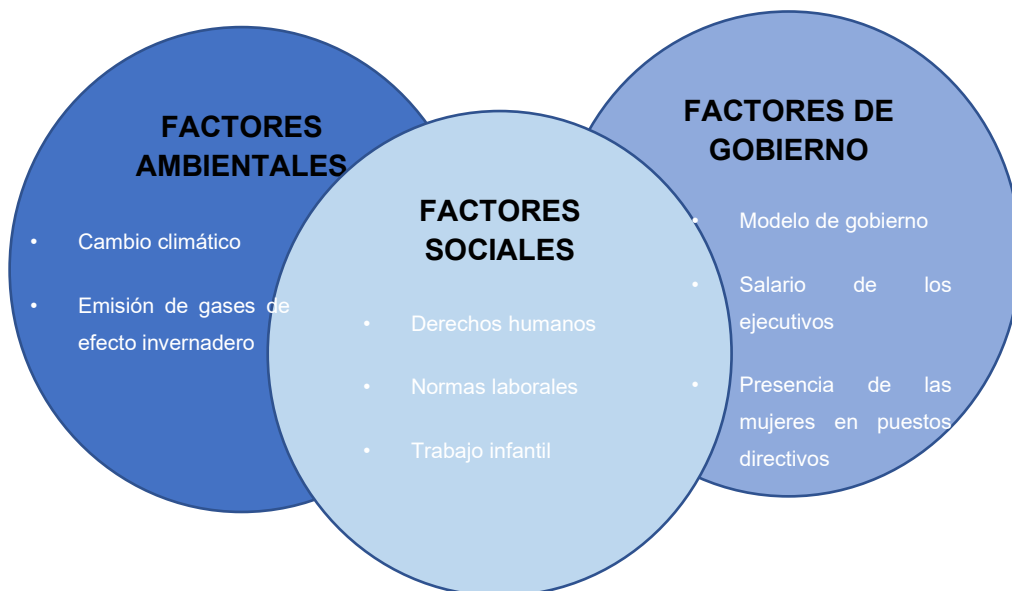 FACTORES
AMBIENTALES
• Cambio climático
• Emisión de gases de
efecto invernadero
FACTORES
SOCIALES
• Derechos humanos
• Normas laborales
• Trabajo infantil
FACTORES DE
GOBIERNO
• Modelo de gobierno
• Salario de los
ejecutivos
• Presencia de las
mujeres en puestos
directivos